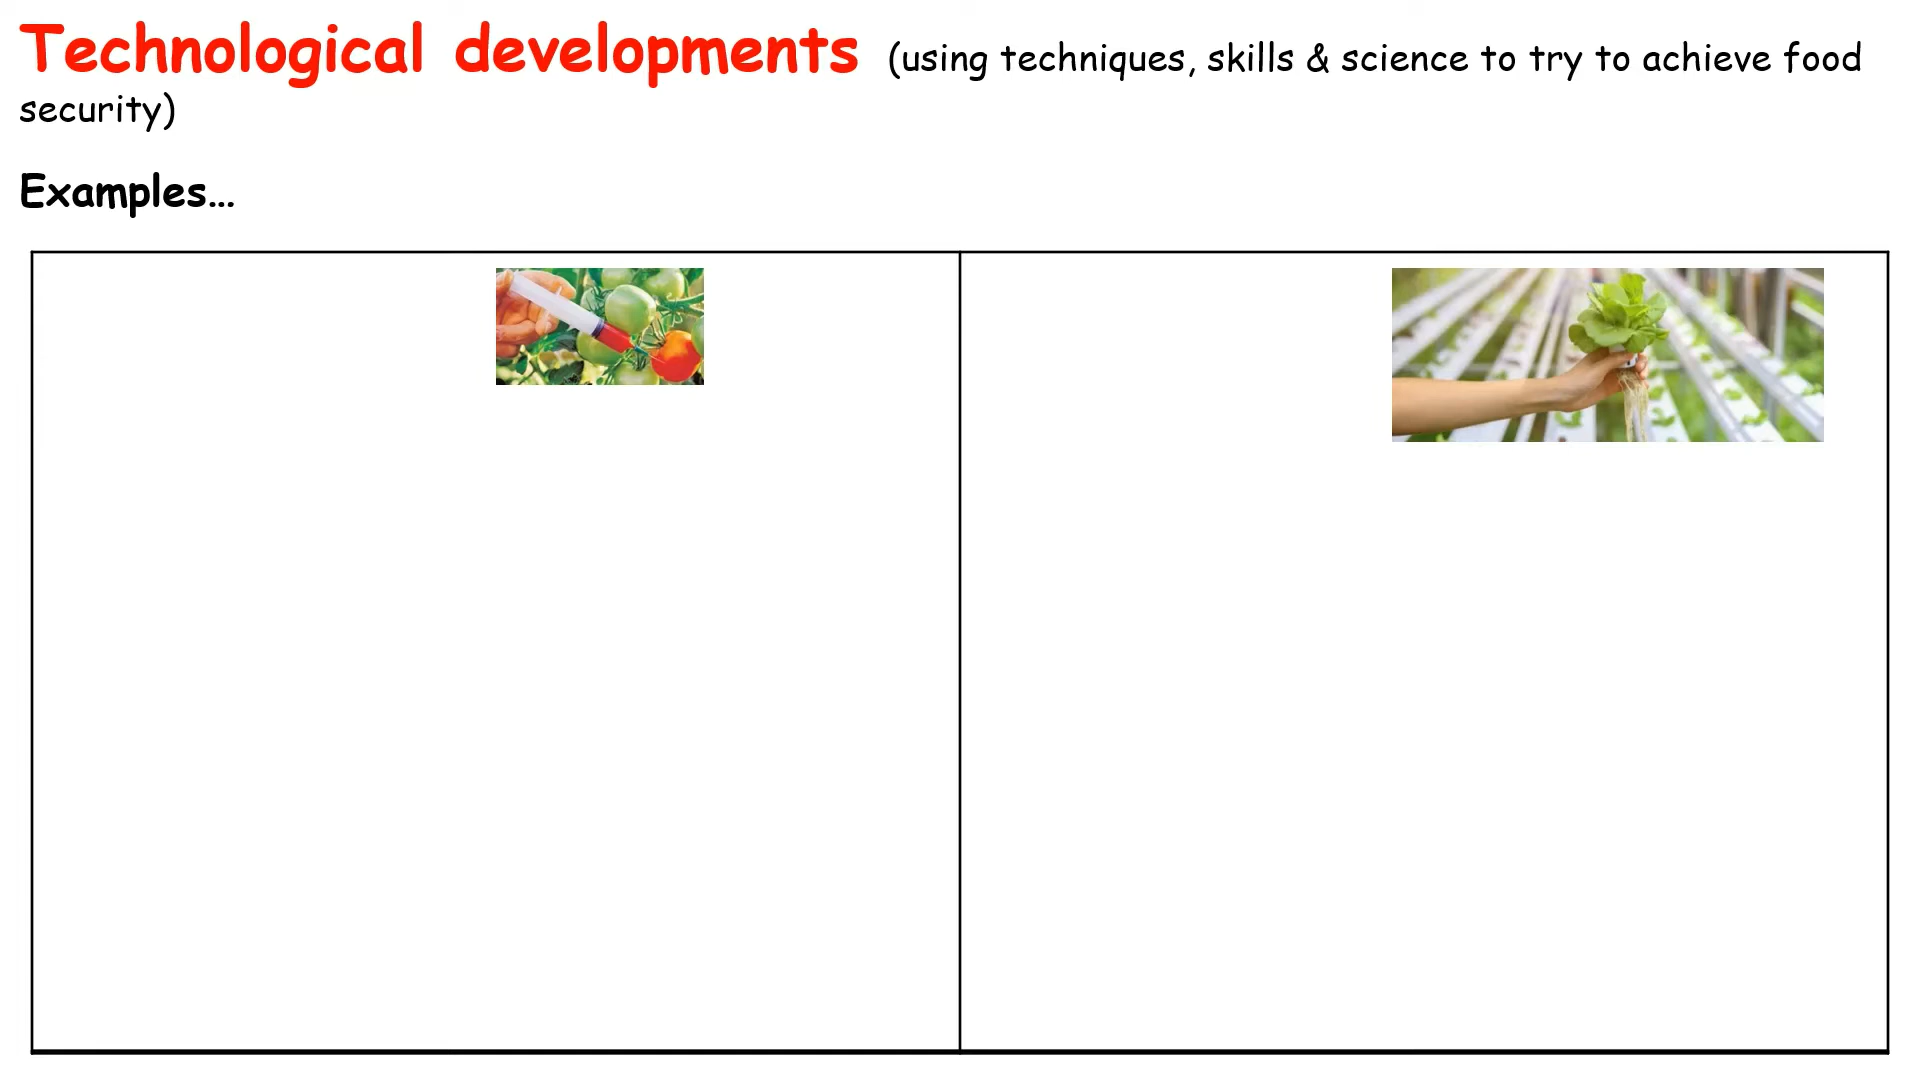 Technological developments (using techniques, skills & science to try to achieve food
security)
Examples...